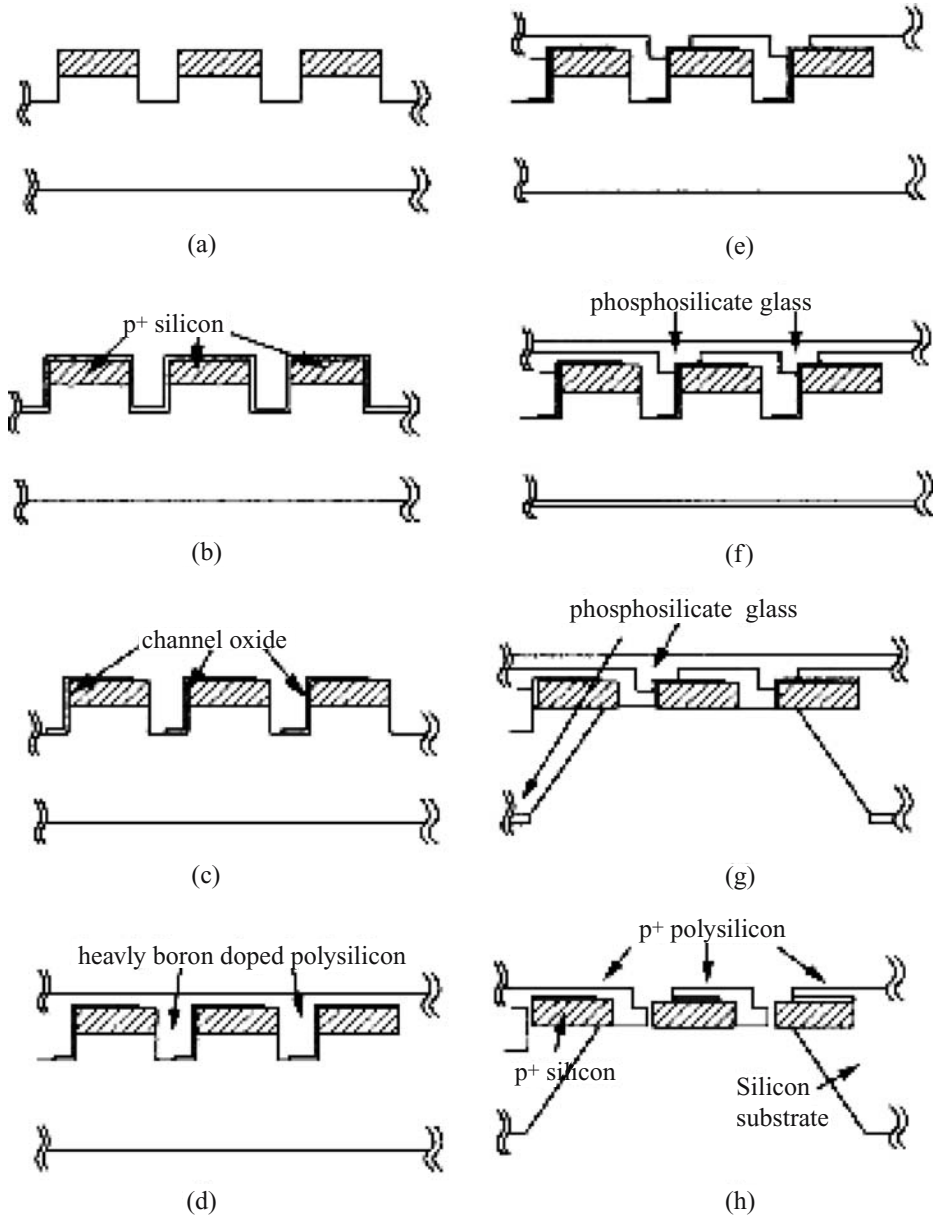 (a)
p+ silicon
(b)
channel oxide
(c)
heavly boron doped polysilicon
(d)
(e)
phosphosilicate glass
(f)
phosphosilicate glass
(g)
p+ polysilicon
p+ silicon
Silicon
substrate
(h)